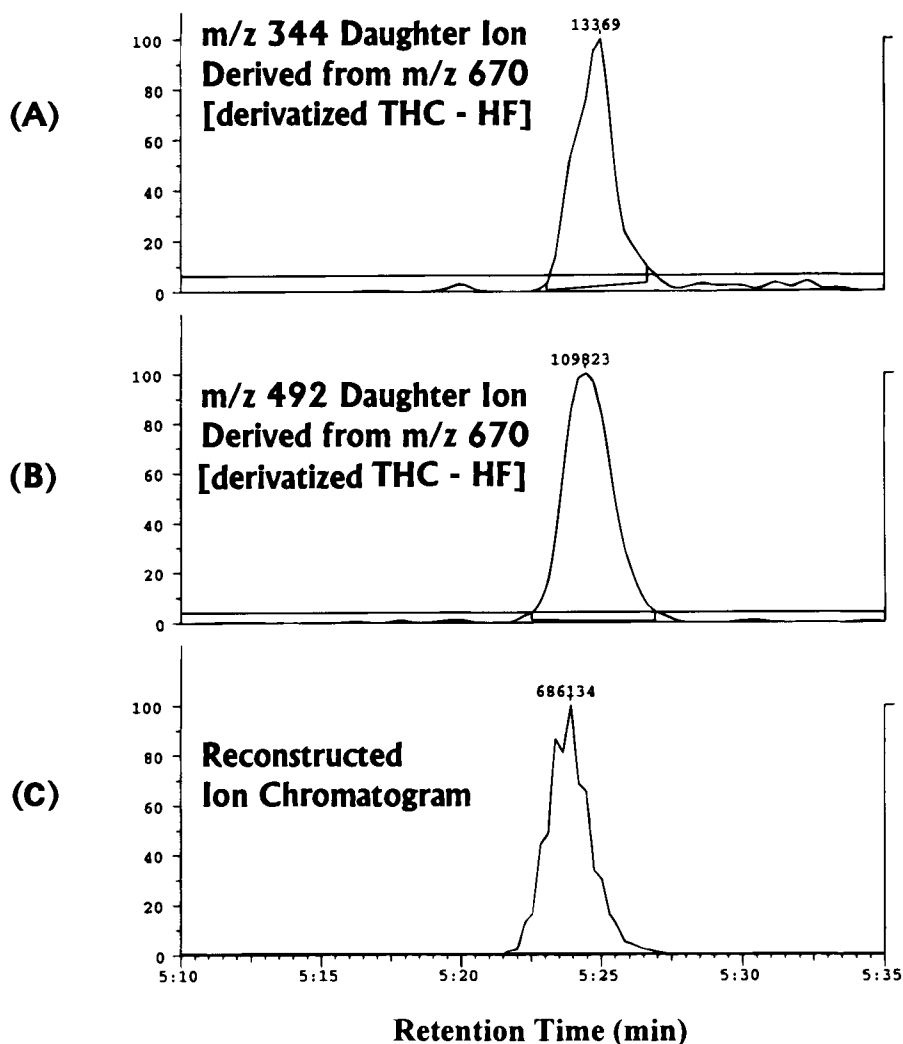 13369
100
80
60
40
20
0
(A)
m/z 344 Daughter Ion
Derived from m/z 670
[derivatized THC - HF]
109823
100
80
60
40
20
0
(B)
m/z 492 Daughter Ion
Derived from m/z 670
[derivatized THC - HF]
686134
100
80
60
40
20
0
(C)
Reconstructed
Ion Chromatogram
5:10 5:15 5:20 5:25 5:30 5:35
Retention Time (min)